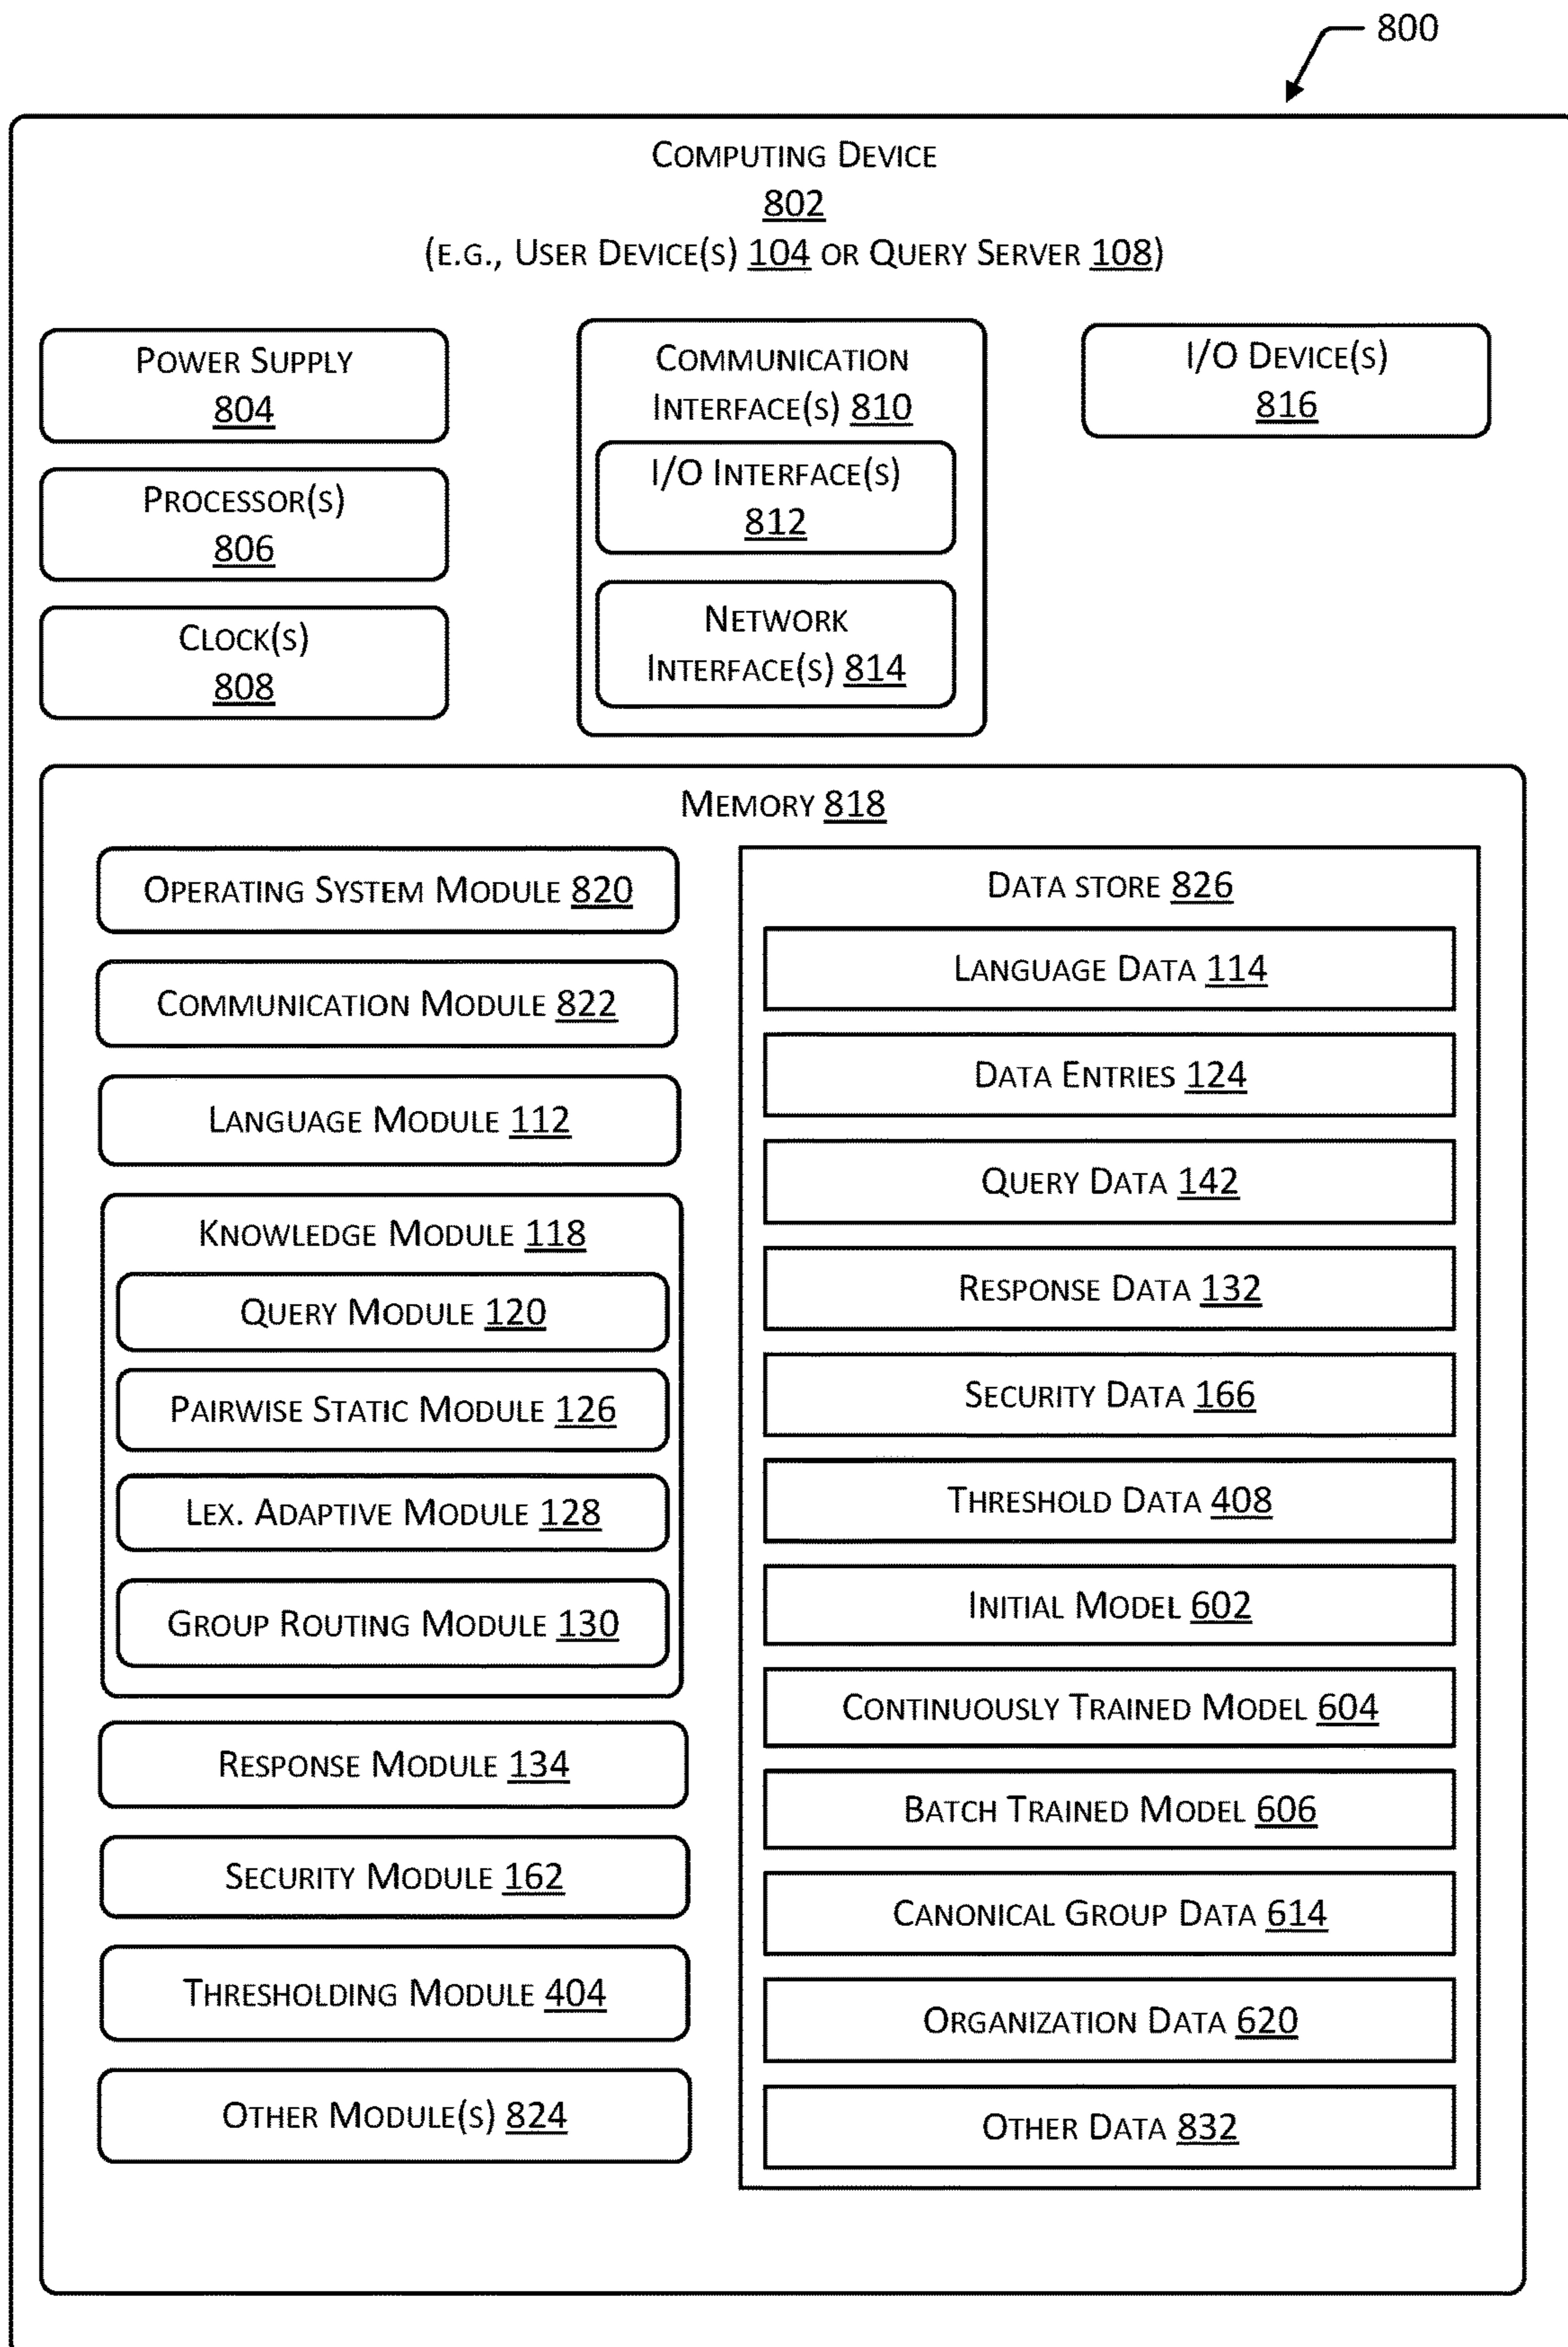 800
COMPUTING DEVICE
802
(E.G., USER DEVICE(S) 104 OR QUERY SERVER 108)
POWER SUPPLY
804
PROCESSOR(S)
806
CLOCK(S)
808
COMMUNICATION
INTERFACE(S) 810
I/O INTERFACE(S)
812
NETWORK
INTERFACE(S) 814
I/O DEVICE(S)
816
MEMORY 818
OPERATING SYSTEM MODULE 820
COMMUNICATION MODULE 822
LANGUAGE MODULE 112
KNOWLEDGE MODULE 118
QUERY MODULE 120
PAIRWISE STATIC MODULE 126
LEX. ADAPTIVE MODULE 128
GROUP ROUTING MODULE 130
RESPONSE MODULE 134
SECURITY MODULE 162
THRESHOLDING MODULE 404
OTHER MODULE(S) 824
DATA STORE 826
LANGUAGE DATA 114
DATA ENTRIES 124
QUERY DATA 142
RESPONSE DATA 132
SECURITY DATA 166
THRESHOLD DATA 408
INITIAL MODEL 602
CONTINUOUSLY TRAINED MODEL 604
BATCH TRAINED MODEL 606
CANONICAL GROUP DATA 614
ORGANIZATION DATA 620
OTHER DATA 832